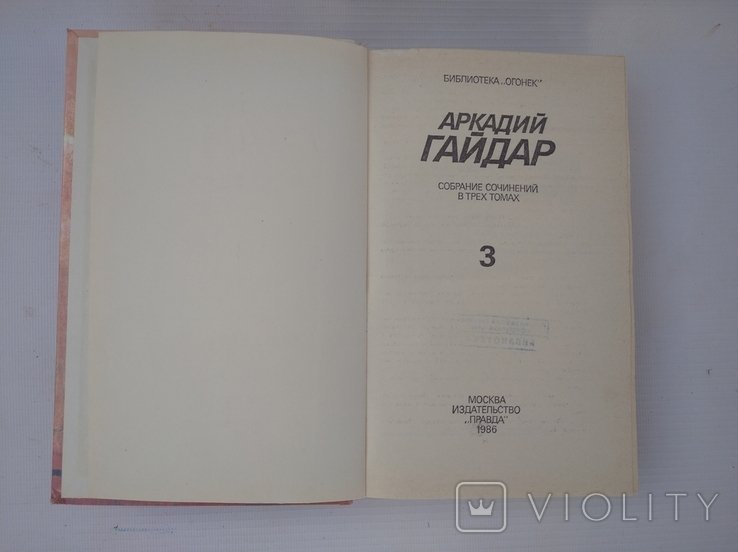 БИБЛИОТЕКА „ОГОНЕК"
АРКАДИЙ
ГАЙДАР
СОБРАНИЕ СОЧИНЕНИЙ
В ТРЕХ ТОМАХ
3
МОСКВА
ИЗДАТЕЛЬСТВО
„ПРАВДА"
1986
VIOLITY